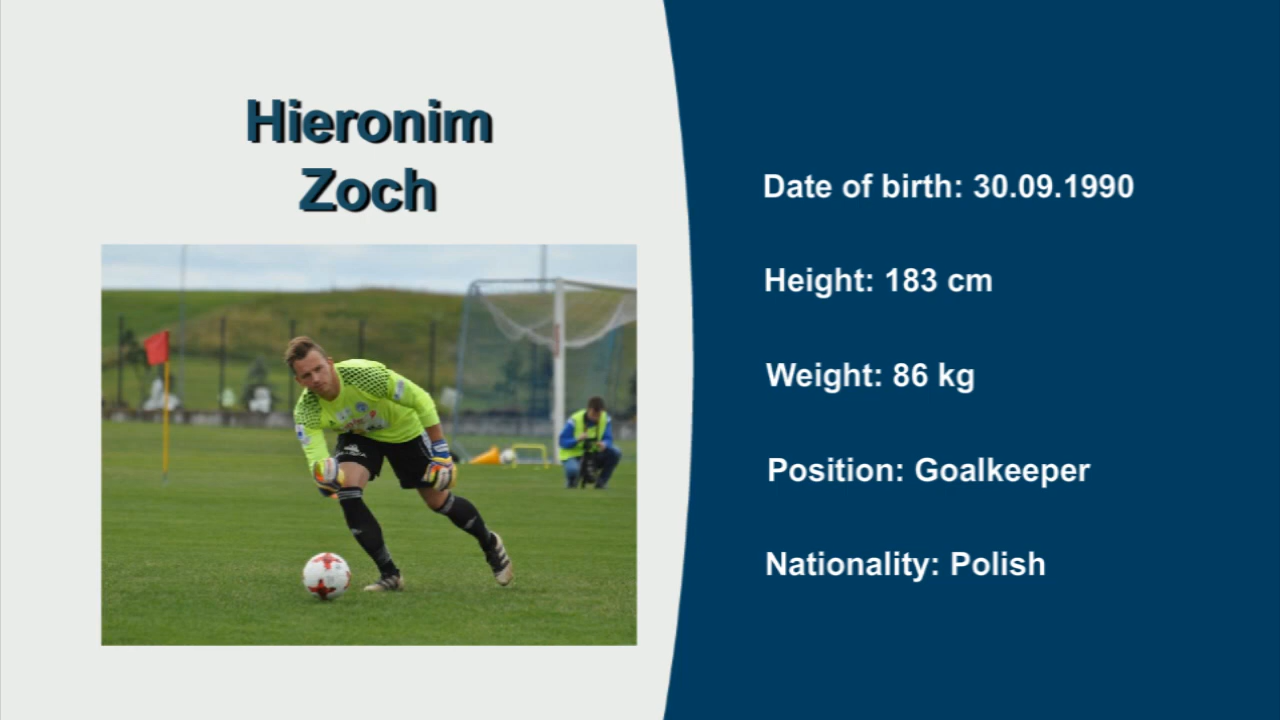 Hieronim
Zoch
Date of birth: 30.09.1990
Height: 183 cm
Weight: 86 kg
Position: Goalkeeper
Nationality: Polish